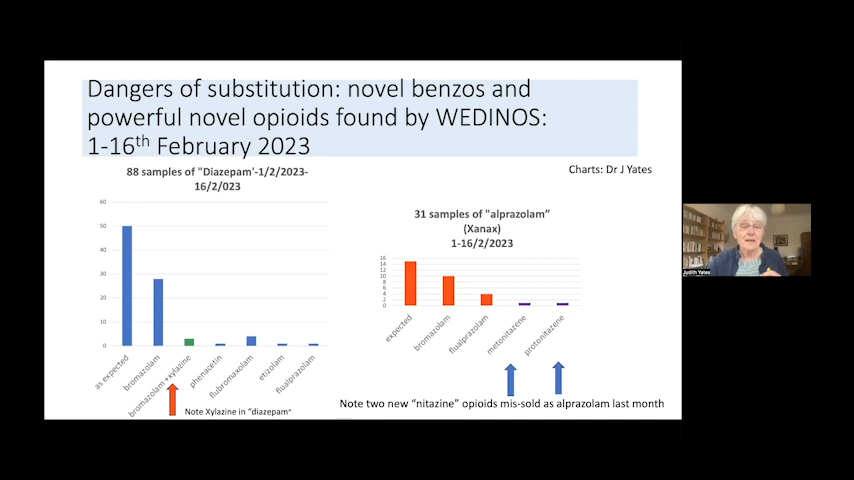 Dangers of substitution: novel benzos and
powerful novel opioids found by WEDINOS:
1-16th February 2023
Charts: Dr J Yates
88 samples of "Diazepam'-1/2/2023-
16/2/023
60
50
40
30
20
10
0
as expected
bromazolam
bromazolam +xylazine
phenacetin
flubromaxolam
etizolam
flualprazolam
Note Xylazine in "diazepam"
31 samples of "alprazolam"
(Xanax)
1-16/2/2023
16
14
12
10
8
6
4
2
0
expected
bromazolam
flualprazolam
metonitazene
protonitazene
Note two new "nitazine" opioids mis-sold as alprazolam last month
Judith Yates